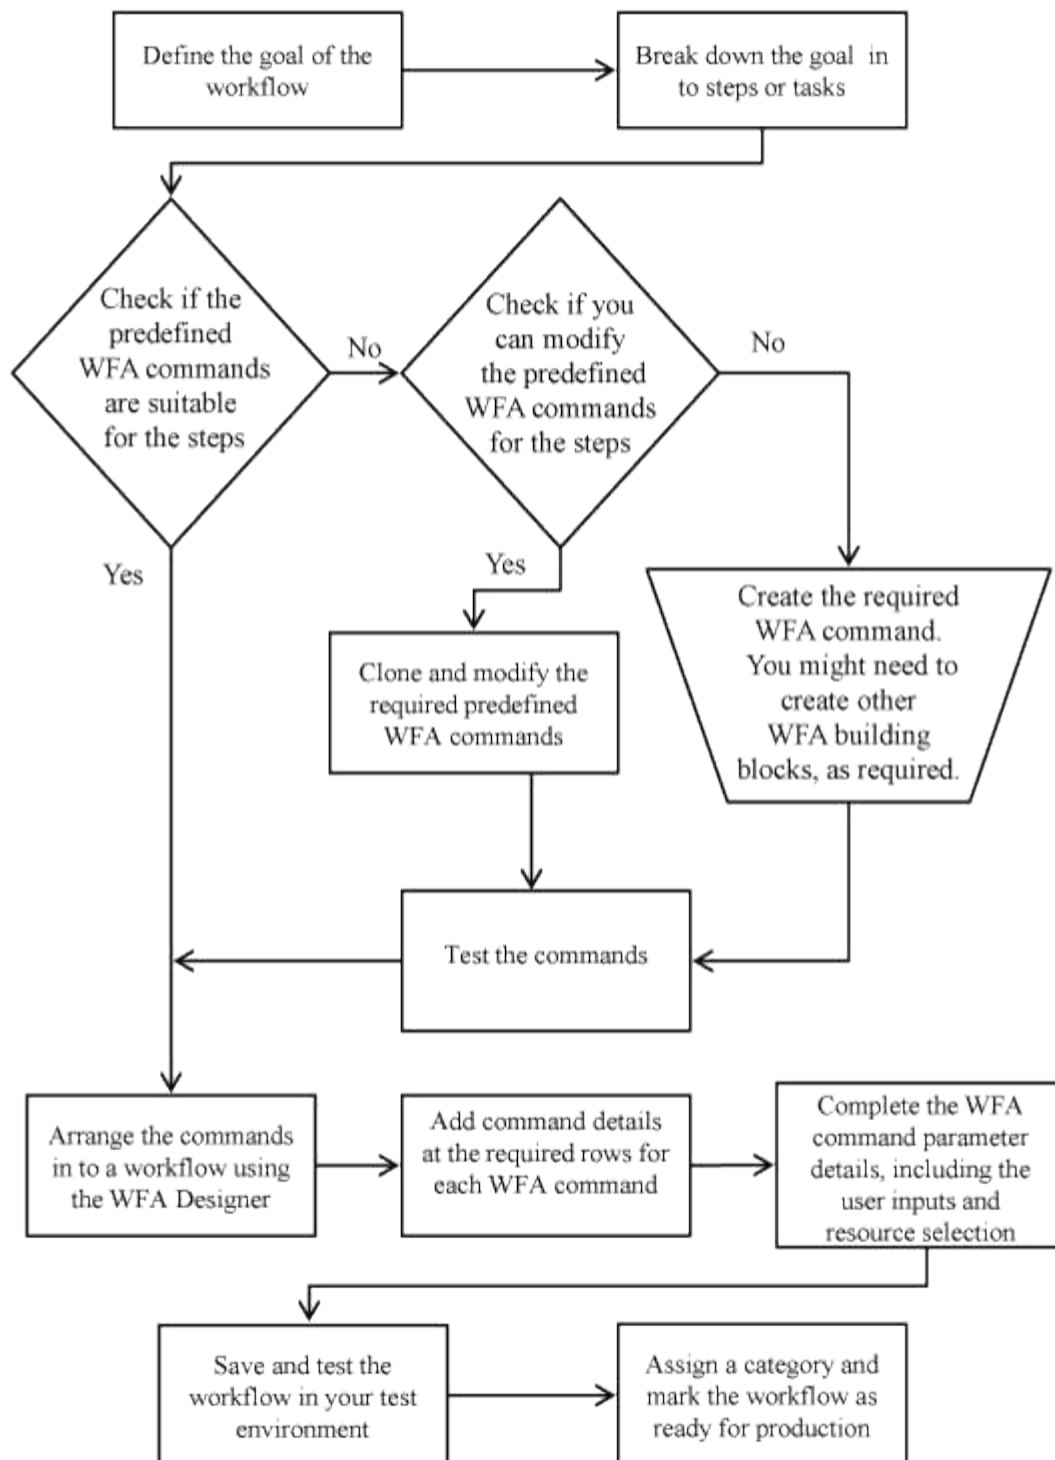 Define the goal of the
workflow
Break down the goal in
to steps or tasks
Check if the
predefined
WFA commands
are suitable
for the steps
No
Check if you
can modify
the predefined
WFA commands
for the steps
No
Yes
Yes
Clone and modify the
required predefined
WFA commands
Create the required
WFA command.
You might need to
create other
WFA building
blocks, as required.
Test the commands
Arrange the commands
in to a workflow using
the WFA Designer
Add command details
at the required rows for
each WFA command
Complete the WFA
command parameter
details, including the
user inputs and
resource selection
Save and test the
workflow in your test
environment
Assign a category and
mark the workflow as
ready for production